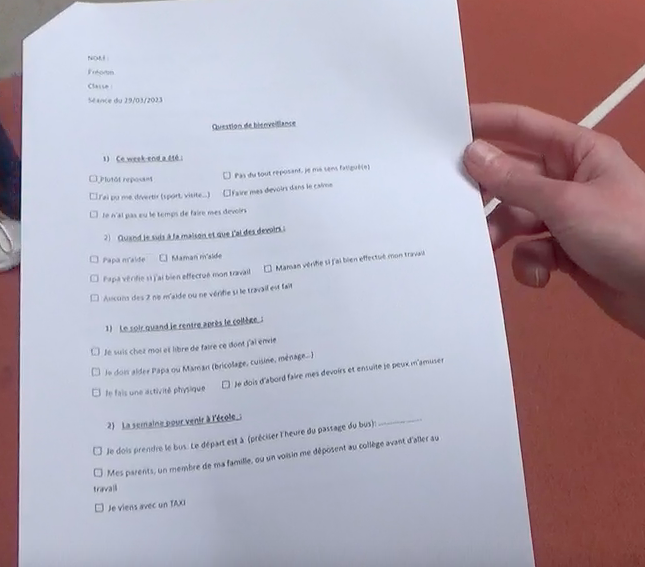 NOM :
Prénom
Classe :
Séance du 29/03/2023
Question de bienveillance
1) Ce week-end a été :
☐ Plutôt reposant ☐ Pas du tout reposant, je me sens fatigué(e)
☐ J'ai pu me divertir (sport, visite...) ☐ Faire mes devoirs dans le calme
☐ Je n'ai pas eu le temps de faire mes devoirs
2) Quand je suis à la maison et que j'ai des devoirs :
☐ Papa m'aide ☐ Maman m'aide
☐ Papa vérifie si j'ai bien effectué mon travail ☐ Maman vérifie si j'ai bien effectué mon travail
☐ Aucuns des 2 ne m'aide ou ne vérifie si le travail est fait
1) Le soir quand je rentre après le collège :
☐ Je suis chez moi et libre de faire ce dont j'ai envie
☐ Je dois aider Papa ou Maman (bricolage, cuisine, ménage...)
☐ Je fais une activité physique ☐ Je dois d'abord faire mes devoirs et ensuite je peux m'amuser
2) La semaine pour venir à l'école :
☐ Je dois prendre le bus. Le départ est à (préciser l'heure du passage du bus): ..............
☐ Mes parents, un membre de ma famille, ou un voisin me déposent au collège avant d'aller au
travail
☐ Je viens avec un TAXI